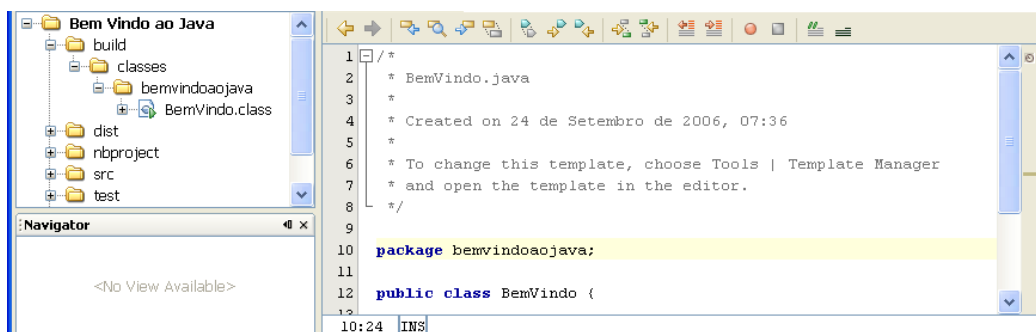 Bem Vindo ao Java
build
classes
bemvindoaojava
BemVindo.class
dist
nbproject
src
test
Navigator
<No View Available>
1 /*
2 * BemVindo.java
3 *
4 * Created on 24 de Setembro de 2006, 07:36
5 *
6 * To change this template, choose Tools | Template Manager
7 * and open the template in the editor.
8 */
9
10 package bemvindoaojava;
11
12 public class BemVindo {
13
10:24 INS